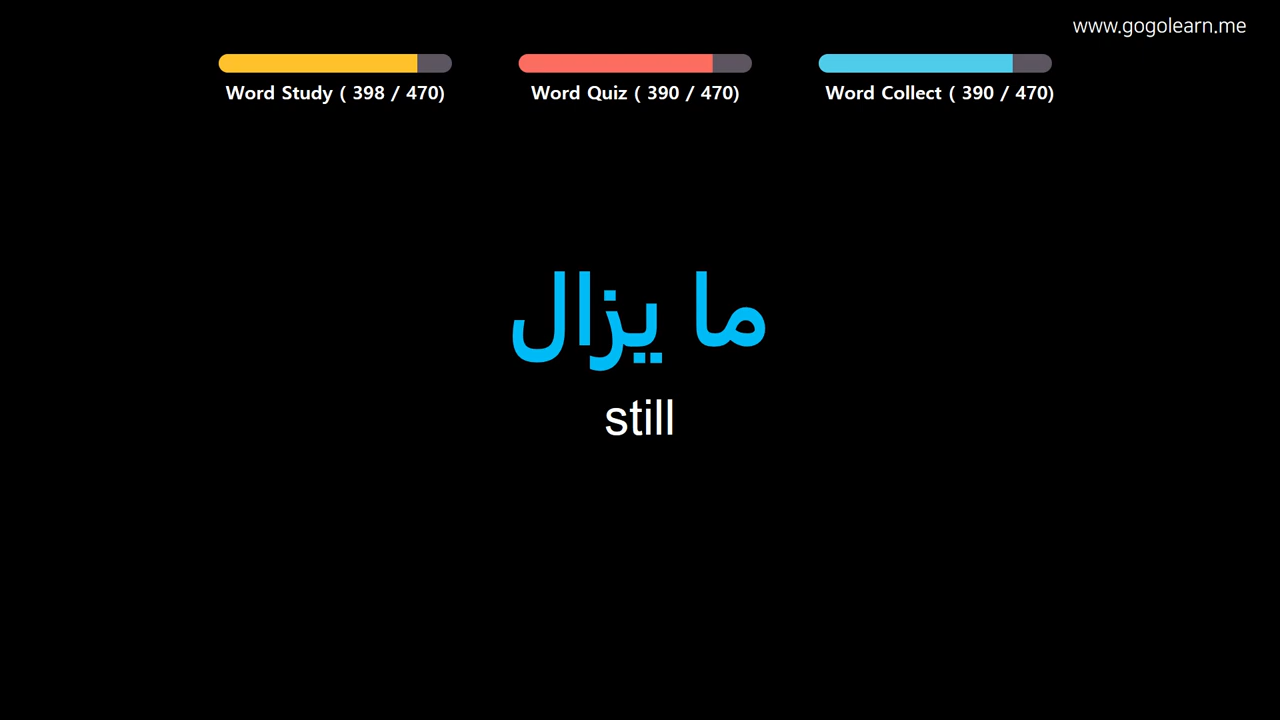 www.gogolearn.me
Word Study ( 398 / 470)
Word Quiz ( 390 / 470)
Word Collect ( 390 / 470)
ما يزال
still